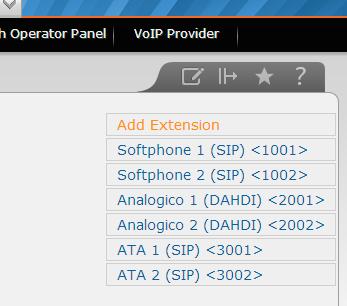 h Operator Panel
VoIP Provider
?
Add Extension
Softphone 1 (SIP) <1001>
Softphone 2 (SIP) <1002>
Analogico 1 (DAHDI) <2001>
Analogico 2 (DAHDI) <2002>
ATA 1 (SIP) <3001>
ATA 2 (SIP) <3002>